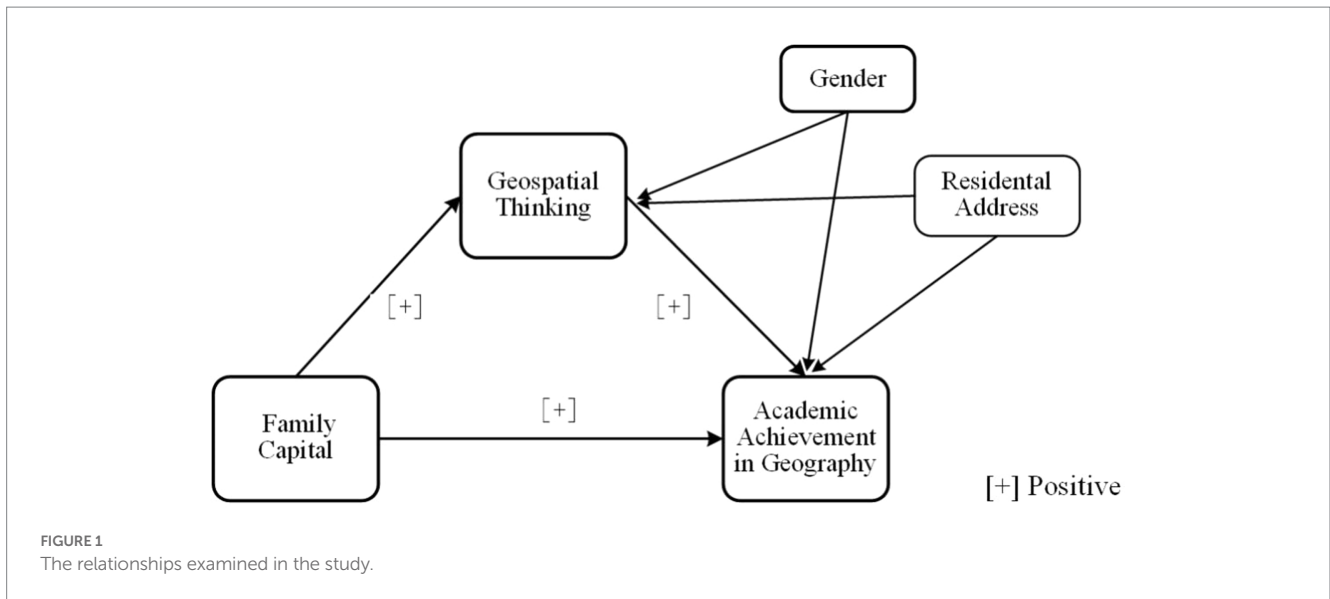 Gender
Geospatial
Thinking
Residental
Address
[+]
[+]
Family
Capital
[+]
Academic
Achievement
in Geography
[+] Positive
FIGURE 1
The relationships examined in the study.